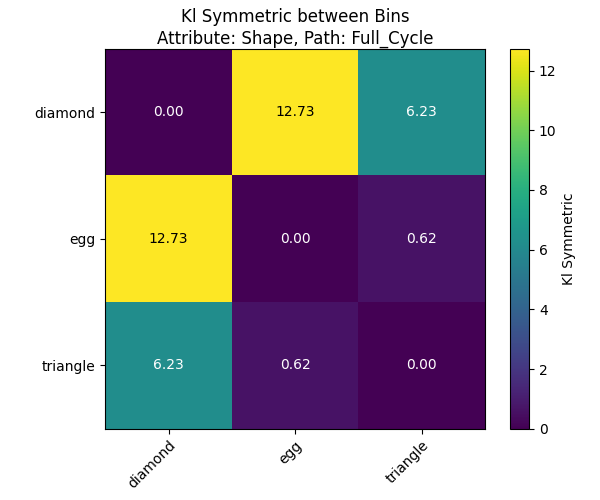 Kl Symmetric between Bins
Attribute: Shape, Path: Full_Cycle
diamond
0.00
12.73
6.23
egg
12.73
0.00
0.62
triangle
6.23
0.62
0.00
diamond
egg
triangle
12
10
8
6
4
2
0
Kl Symmetric